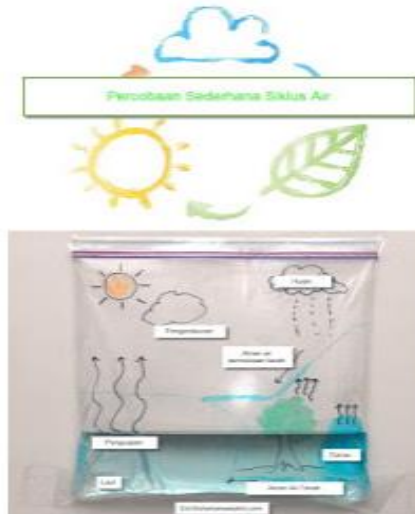 Percobaan Sederhana Siklus Air
Hujan
Pengembunan
Aliran air
permukaan tanah
Penguapan
Danau
Laut
Aliran Air Tanah